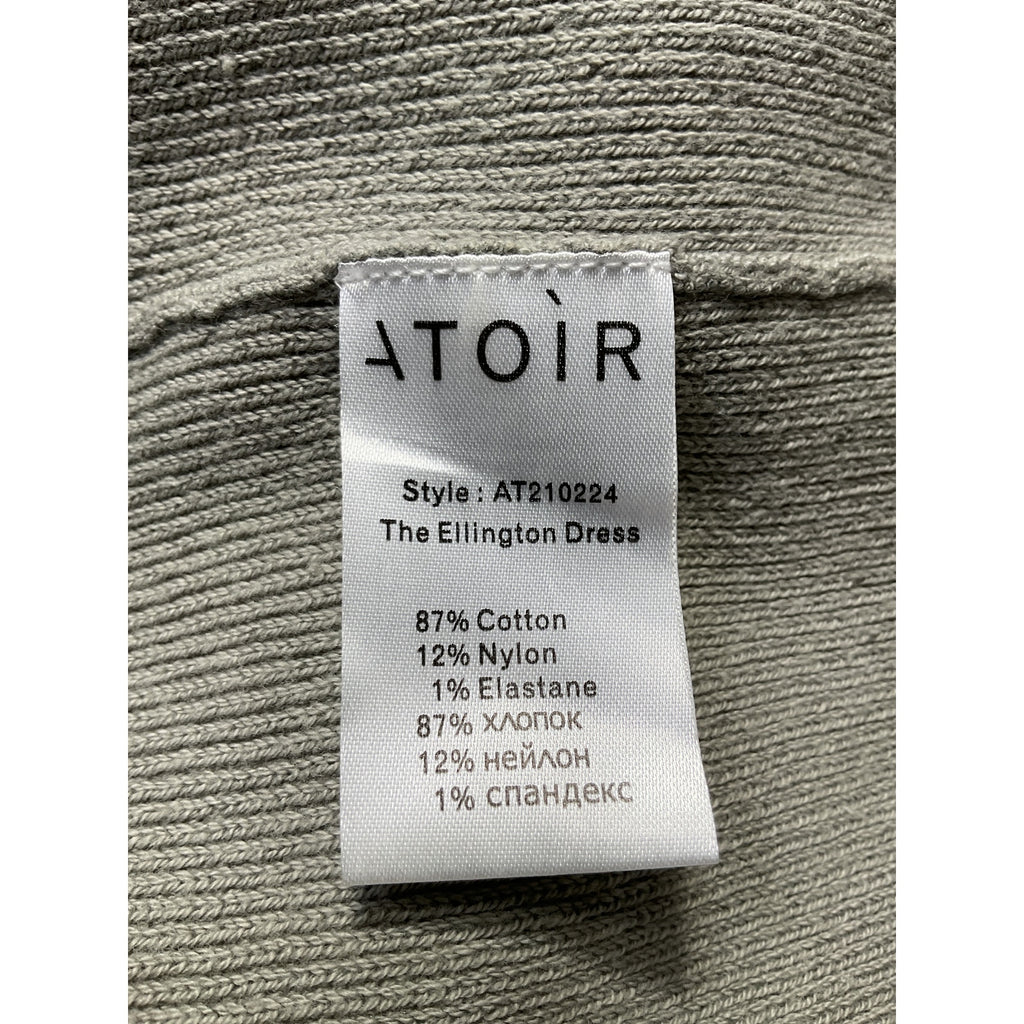 ATOÌR
Style : AT210224
The Ellington Dress
87% Cotton
12% Nylon
1% Elastane
87% хлопок
12% нейлон
1% спандекс